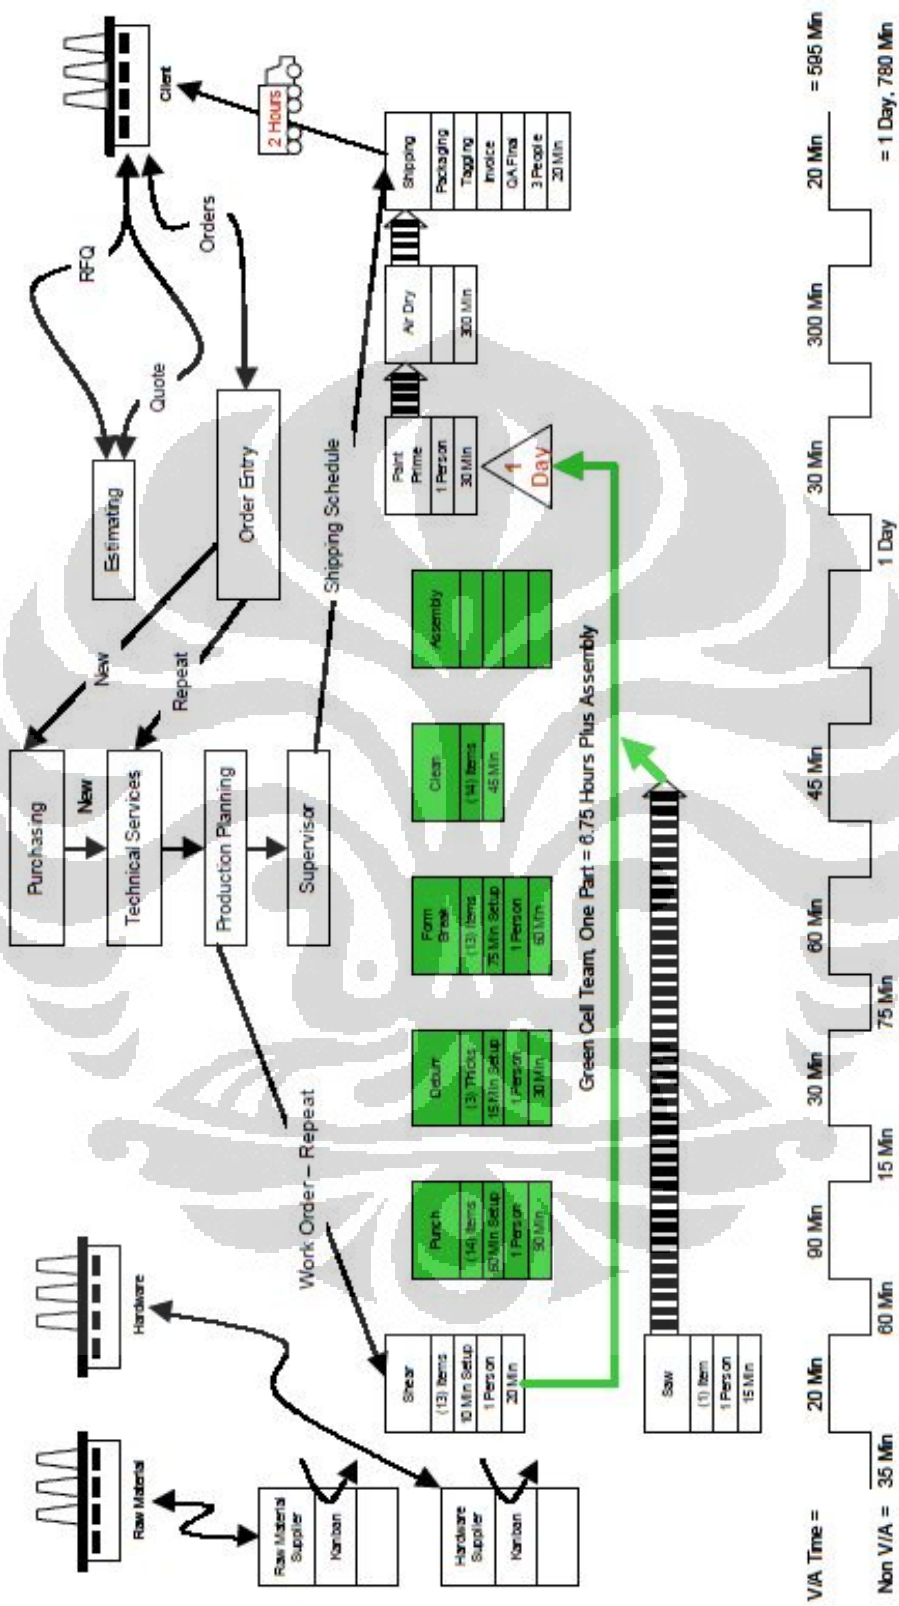 Raw Material
Hardware
Client
RFQ
Quote
Orders
Estimating
Order Entry
New
Repeat
Purchasing
New
Technical Services
Production Planning
Supervisor
Shipping Schedule
Work Order – Repeat
2 Hours
Raw Material
Supplier
Kanban
Hardware
Supplier
Kanban
Shear
(13) Items
10 Min Setup
1 Person
20 Min
Punch
(14) Items
60 Min Setup
1 Person
90 Min
Deburr
(3) Thicks
15 Min Setup
1 Person
30 Min
Form
Break
(13) Items
75 Min Setup
1 Person
60 Min
Clean
(14) Items
45 Min
Assembly
Paint
Prime
1 Person
30 Min
1
Day
Air Dry
300 Min
Shipping
Packaging
Tagging
Invoice
QA Final
3 People
20 Min
Green Cell Team, One Part = 6.75 Hours Plus Assembly
Saw
(1) Item
1 Person
15 Min
V/A Time = 20 Min 90 Min 30 Min 60 Min 45 Min 30 Min 300 Min 20 Min = 595 Min
Non V/A = 35 Min 60 Min 15 Min 75 Min 1 Day = 1 Day, 780 Min